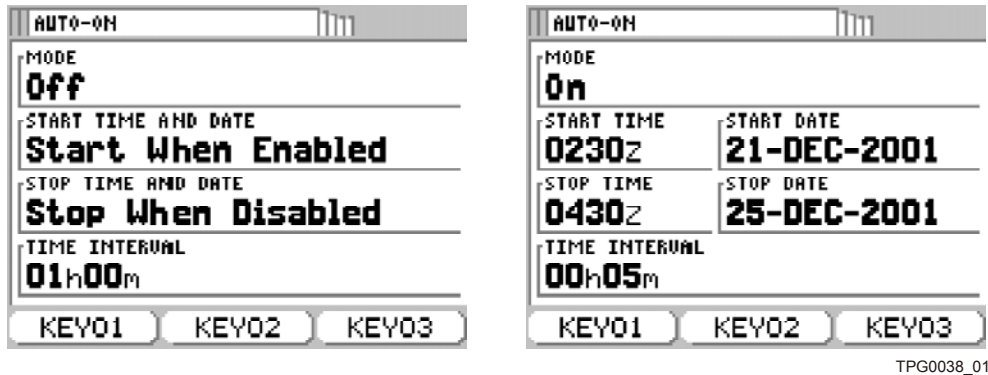 AUTO-ON
MODE
Off
START TIME AND DATE
Start When Enabled
STOP TIME AND DATE
Stop When Disabled
TIME INTERVAL
01h00m
KEY01 KEY02 KEY03
AUTO-ON
MODE
On
START TIME START DATE
0230Z 21-DEC-2001
STOP TIME STOP DATE
0430Z 25-DEC-2001
TIME INTERVAL
00h05m
KEY01 KEY02 KEY03
TPG0038_01